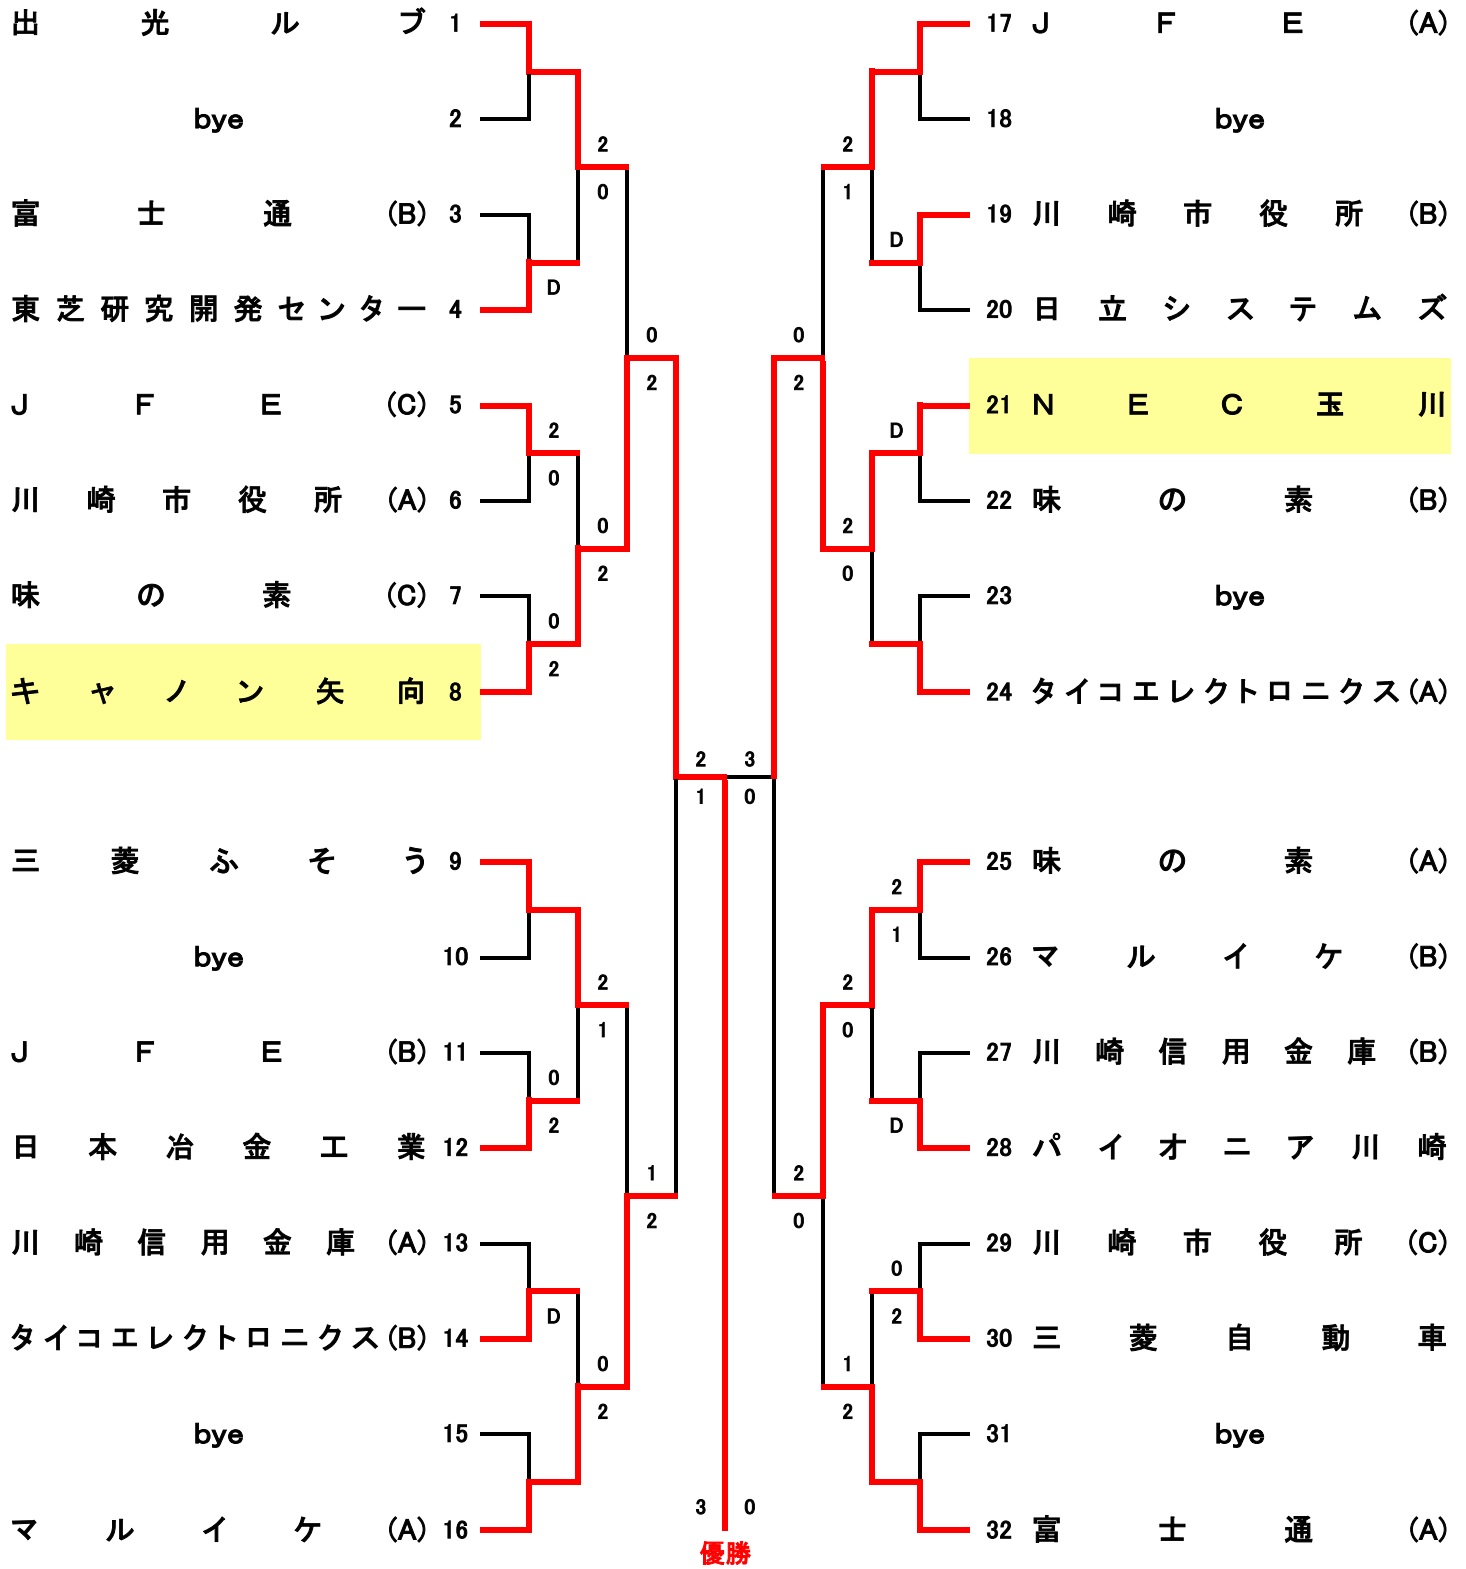 出光ルブ 1
bye 2
富士通(B) 3
東芝研究開発センター 4
JFE(C) 5
川崎市役所(A) 6
味の素(C) 7
キャノン矢向 8
三菱ふそう 9
bye 10
JFE(B) 11
日本冶金工業 12
川崎信用金庫(A) 13
タイコエレクトロニクス(B) 14
bye 15
マルイケ(A) 16
2
0
D
2
0
0
2
0
2
0
2
2
1
0
2
D
0
2
1
2
2
1
3
0
3 0
優勝
2
1
D
D
2
0
0
2
2
1
2
0
D
0
2
1
2
2
0
17 JFE(A)
18 bye
19 川崎市役所(B)
20 日立システムズ
21 NEC玉川
22 味の素(B)
23 bye
24 タイコエレクトロニクス(A)
25 味の素(A)
26 マルイケ(B)
27 川崎信用金庫(B)
28 パイオニア川崎
29 川崎市役所(C)
30 三菱自動車
31 bye
32 富士通(A)